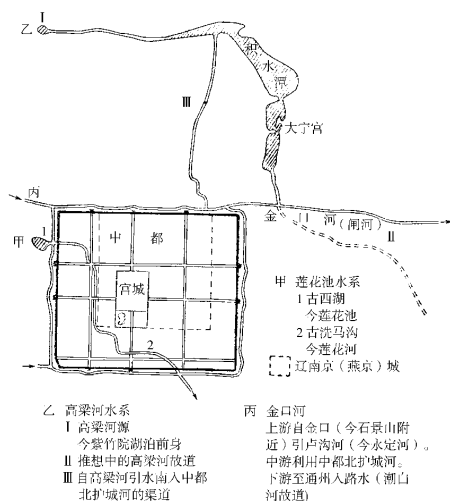 Ⅰ
乙
积
水
潭
Ⅲ
大宁宫
丙
金 口 河（闸河）
Ⅱ
甲
1
中 都
宫城
2
甲 莲花池水系
1 古西湖
今莲花池
2 古洗马沟
今莲花河
辽南京（燕京）城
乙 高梁河水系
Ⅰ 高梁河源
今紫竹院湖泊前身
Ⅱ 推想中的高梁河故道
Ⅲ 自高梁河引水南入中都
北护城河的渠道
丙 金口河
上游自金口（今石景山附
近）引卢沟河（今永定河）。
中游利用中都北护城河。
下游至通州入路水（潮白
河故道）